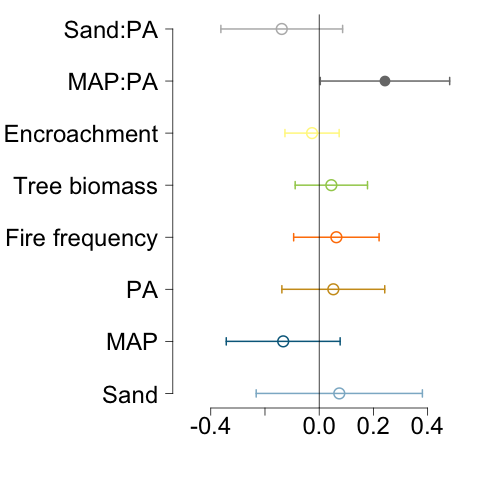 Sand:PA
MAP:PA
Encroachment
Tree biomass
Fire frequency
PA
MAP
Sand
-0.4 0.0 0.2 0.4